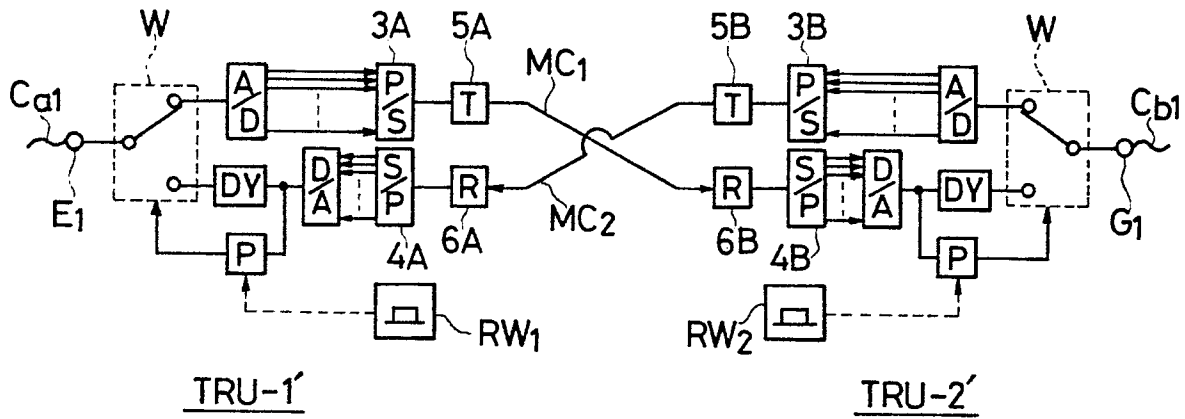 3A 5A 5B 3B
W MC1 W
Ca1 A/D P/S T T P/S A/D Cb1
E1 DY D/A S/P R R S/P D/A DY G1
MC2
P 4A 6A 6B 4B P
RW1 RW2
TRU-1′ TRU-2′